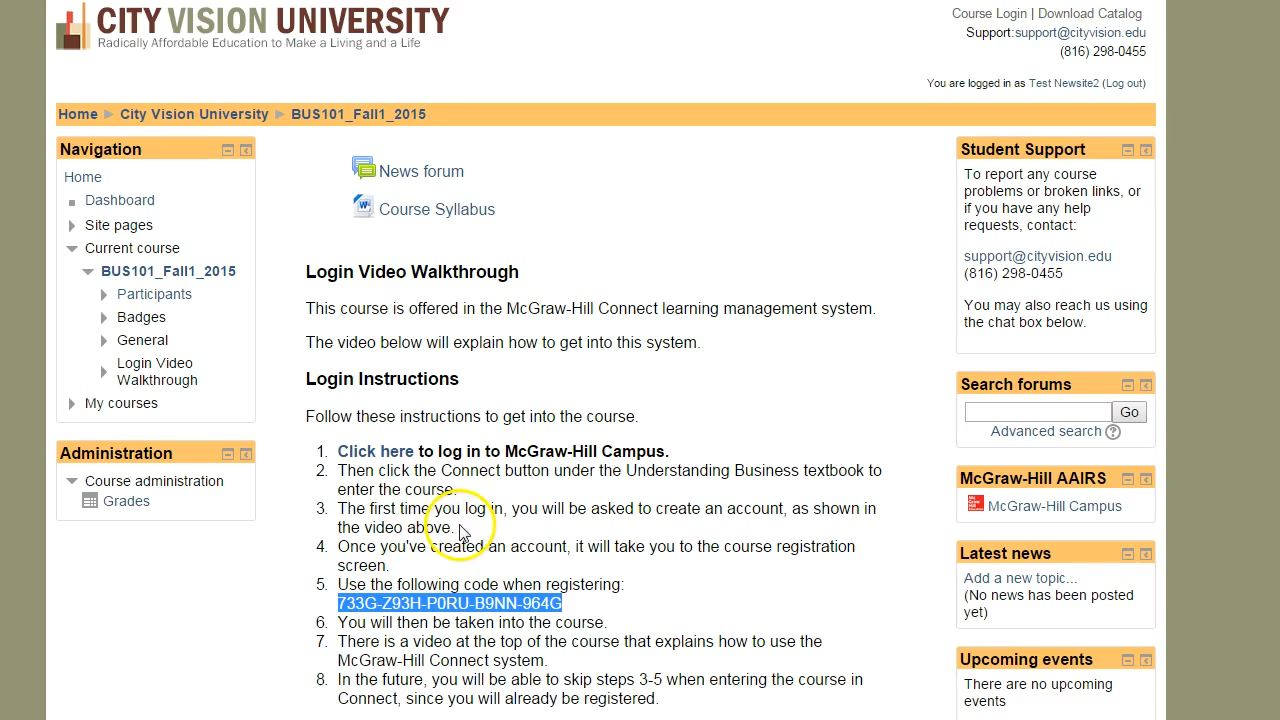 CITY VISION UNIVERSITY
Radically Affordable Education to Make a Living and a Life
Course Login | Download Catalog
Support:support@cityvision.edu
(816) 298-0455
You are logged in as Test Newsite2 (Log out)
Home City Vision University BUS101_Fall1_2015
Navigation
Home
Dashboard
Site pages
Current course
BUS101_Fall1_2015
Participants
Badges
General
Login Video
Walkthrough
My courses
Administration
Course administration
Grades
News forum
Course Syllabus
Login Video Walkthrough
This course is offered in the McGraw-Hill Connect learning management system.
The video below will explain how to get into this system.
Login Instructions
Follow these instructions to get into the course.
1. Click here to log in to McGraw-Hill Campus.
2. Then click the Connect button under the Understanding Business textbook to
enter the course.
3. The first time you log in, you will be asked to create an account, as shown in
the video above.
4. Once you've created an account, it will take you to the course registration
screen.
5. Use the following code when registering:
733G-Z93H-P0RU-B9NN-964G
6. You will then be taken into the course.
7. There is a video at the top of the course that explains how to use the
McGraw-Hill Connect system.
8. In the future, you will be able to skip steps 3-5 when entering the course in
Connect, since you will already be registered.
Student Support
To report any course
problems or broken links, or
if you have any help
requests, contact:
support@cityvision.edu
(816) 298-0455
You may also reach us using
the chat box below.
Search forums
Go
Advanced search ?
McGraw-Hill AAIRS
McGraw-Hill Campus
Latest news
Add a new topic...
(No news has been posted
yet)
Upcoming events
There are no upcoming
events